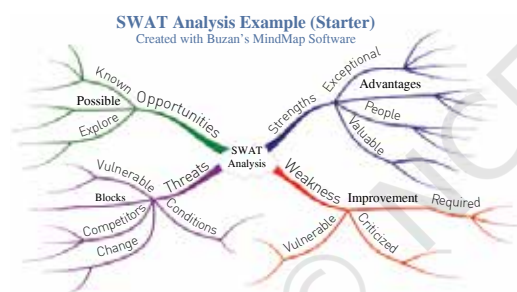 SWAT Analysis Example (Starter)
Created with Buzan's MindMap Software
Known
Possible
Opportunities
Explore
Strengths
Exceptional
Advantages
People
Valuable
SWAT
Analysis
Threats
Vulnerable
Blocks
Competitors
Conditions
Change
Weakness
Improvement
Required
Vulnerable
Criticized
© NCE